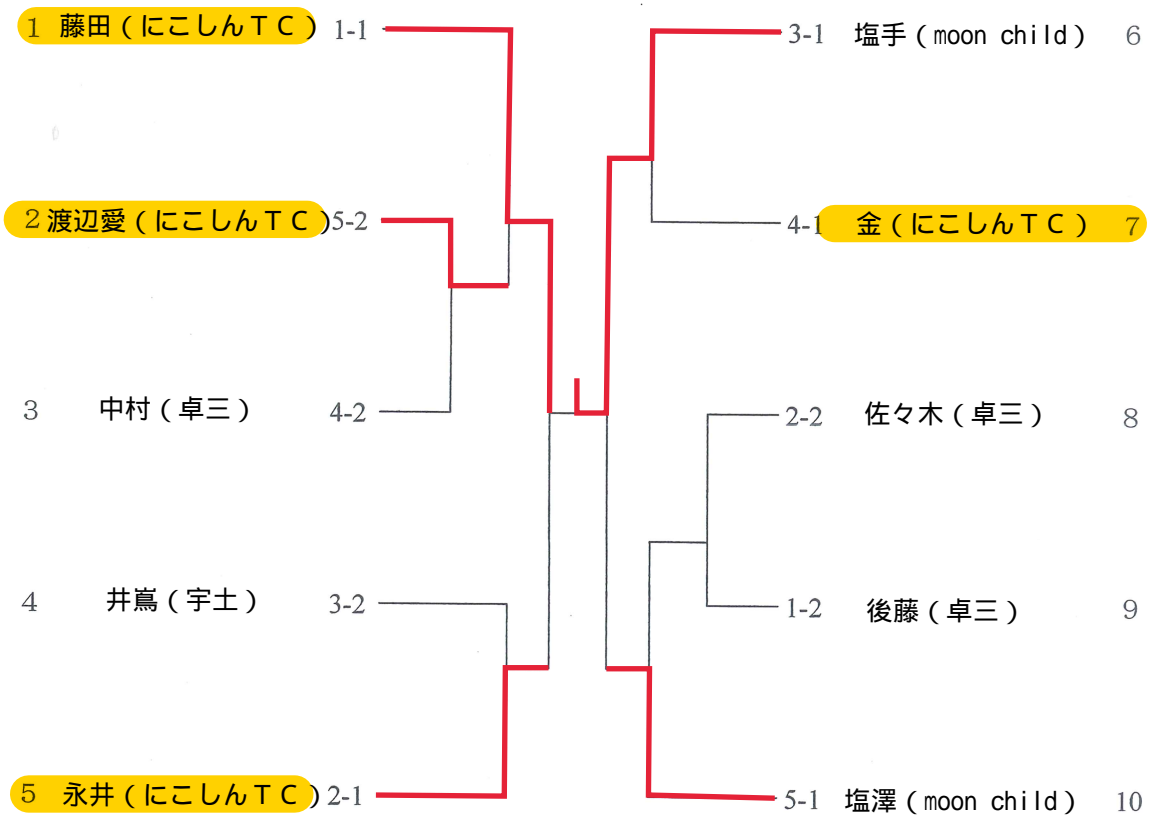 1 藤田(にこしんTC) 1-1
2 渡辺愛(にこしんTC) 5-2
3 中村(卓三) 4-2
4 井嶌(宇土) 3-2
5 永井(にこしんTC) 2-1
3-1 塩手(moon child) 6
4-1 金(にこしんTC) 7
2-2 佐々木(卓三) 8
1-2 後藤(卓三) 9
5-1 塩澤(moon child) 10